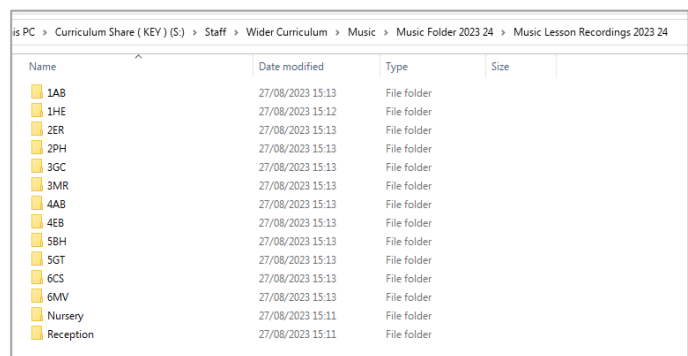 is PC > Curriculum Share ( KEY ) (S:) > Staff > Wider Curriculum > Music > Music Folder 2023 24 > Music Lesson Recordings 2023 24
Name Date modified Type Size
1AB 27/08/2023 15:13 File folder
1HE 27/08/2023 15:12 File folder
2ER 27/08/2023 15:13 File folder
2PH 27/08/2023 15:13 File folder
3GC 27/08/2023 15:13 File folder
3MR 27/08/2023 15:13 File folder
4AB 27/08/2023 15:13 File folder
4EB 27/08/2023 15:13 File folder
5BH 27/08/2023 15:13 File folder
5GT 27/08/2023 15:13 File folder
6CS 27/08/2023 15:13 File folder
6MV 27/08/2023 15:13 File folder
Nursery 27/08/2023 15:11 File folder
Reception 27/08/2023 15:11 File folder